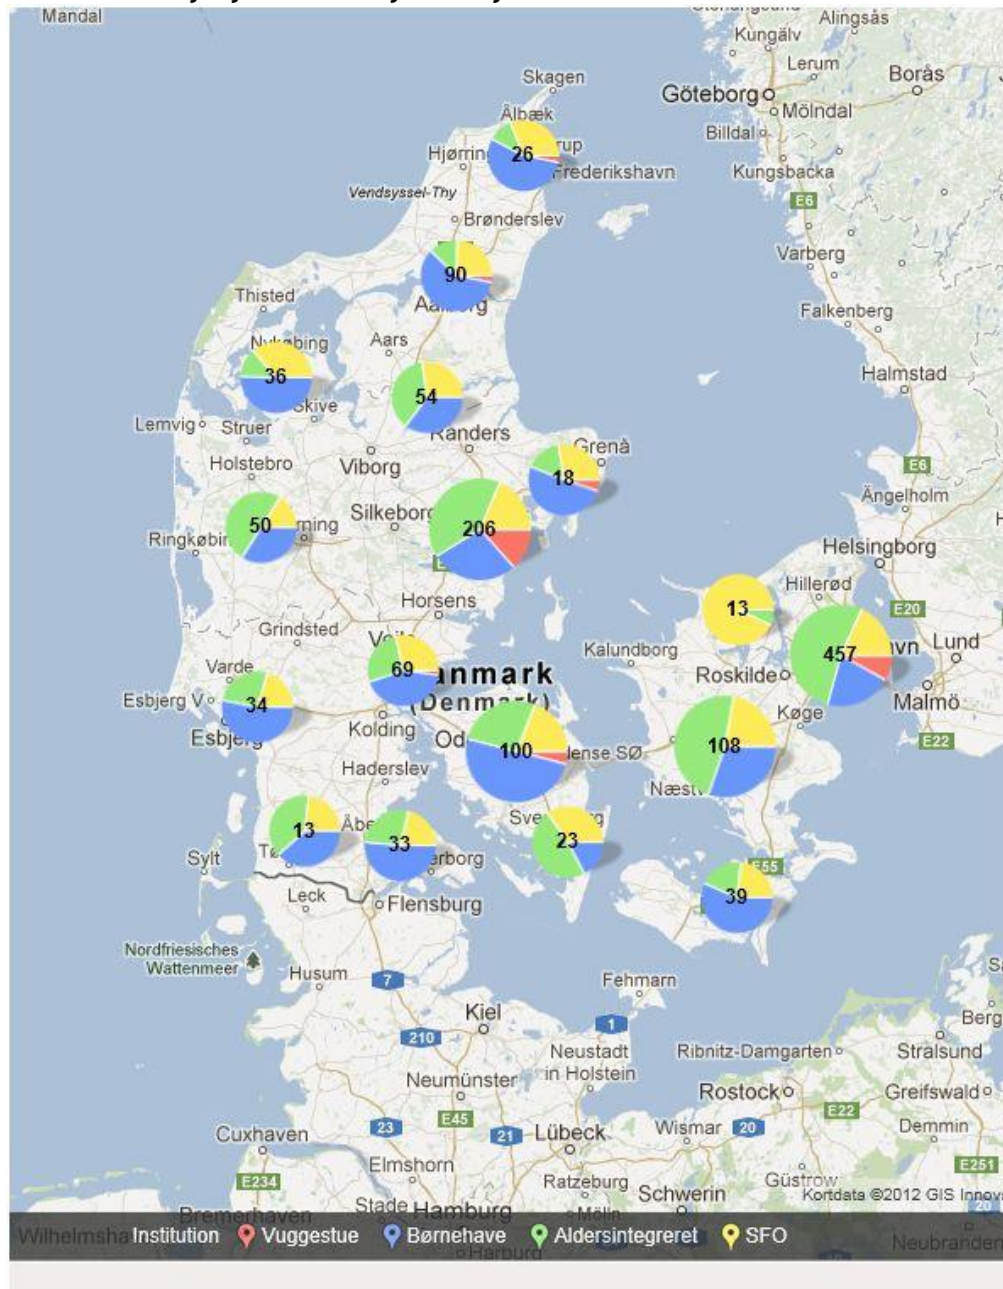 Mandal
Alingsås
Kungälv
Lerum
Borås
Skagen
Göteborg
Mölndal
Ålbæk
Billdal
26
Frederikshavn
Kungsbacka
Vendsyssel-Thy
E6
Brønderslev
Varberg
90
Thisted
Falkenberg
Aars
36
Halmstad
54
Skive
Lemvig
Struer
Randers
Grenå
Holstebro
Viborg
E6
18
Ängelholm
50
206
Helsingborg
Hillerød
Horsens
13
E20
Grindsted
Kalundborg
457
Lund
69
Roskilde
Varde
(Denmark)
Malmö
Esbjerg V
34
Køge
Kolding
E22
100
108
Haderslev
13
33
23
Sylt
E55
Leck
Flensburg
39
Nordfriesisches
Wattenmeer
Husum
7
Fehmarn
Kiel
1
210
Neustadt
in Holstein
Ribnitz-Damgarten
Stralsund
Neumünster
Rostock
Greifswald
E45
E22
23
21
Lübeck
Wismar
20
Demmin
Cuxhaven
Elmshorn
E251
E234
Ratzeburg
Güstrow
Schwerin
Kortdata ©2012 GIS Innov
Stade
Hamburg
Bremerhaven
Mölln
20
Institution Vuggestue Børnehave Aldersintegreret SFO
Harburg